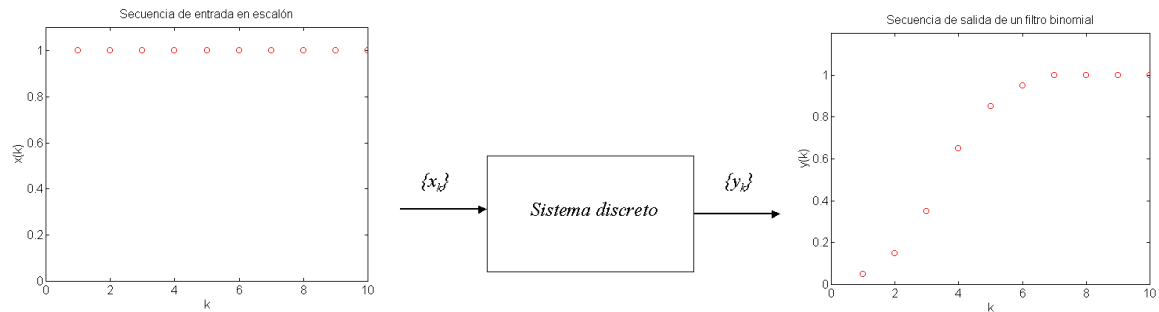 Secuencia de entrada en escalón
1
0.8
0.6
0.4
0.2
0
x(k)
0 2 4 6 8 10
k
{xk}
Sistema discreto
{yk}
Secuencia de salida de un filtro binomial
1
0.8
0.6
0.4
0.2
0
y(k)
0 2 4 6 8 10
k